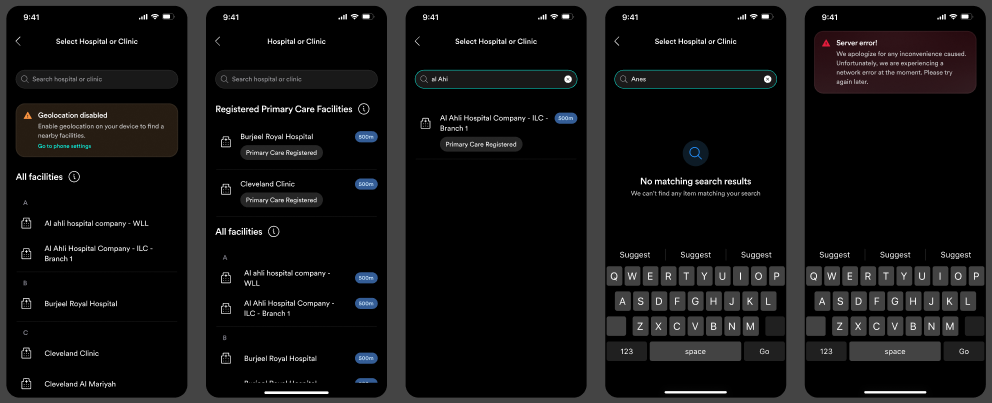 9:41
Select Hospital or Clinic
Search hospital or clinic
Geolocation disabled
Enable geolocation on your device to find a
nearby facilities.
Go to phone settings
All facilities
A
Al ahli hospital company - WLL
Al Ahli Hospital Company - ILC -
Branch 1
B
Burjeel Royal Hospital
C
Cleveland Clinic
Cleveland Al Mariyah
9:41
Hospital or Clinic
Search hospital or clinic
Registered Primary Care Facilities
Burjeel Royal Hospital
500m
Primary Care Registered
Cleveland Clinic
500m
Primary Care Registered
All facilities
A
Al ahli hospital company -
WLL
500m
Al Ahli Hospital Company -
ILC - Branch 1
500m
B
Burjeel Royal Hospital
500m
Burjeel Royal Hospital
9:41
Select Hospital or Clinic
al Ahi
Al Ahli Hospital Company - ILC -
Branch 1
500m
Primary Care Registered
9:41
Select Hospital or Clinic
Anes
No matching search results
We can't find any item matching your search
Suggest Suggest Suggest
Q W E R T Y U I O P
A S D F G H J K L
Z X C V B N M
123 space Go
9:41
Server error!
We apologize for any inconvenience caused.
Unfortunately, we are experiencing a
network error at the moment. Please try
again later.
Suggest Suggest Suggest
Q W E R T Y U I O P
A S D F G H J K L
Z X C V B N M
123 space Go